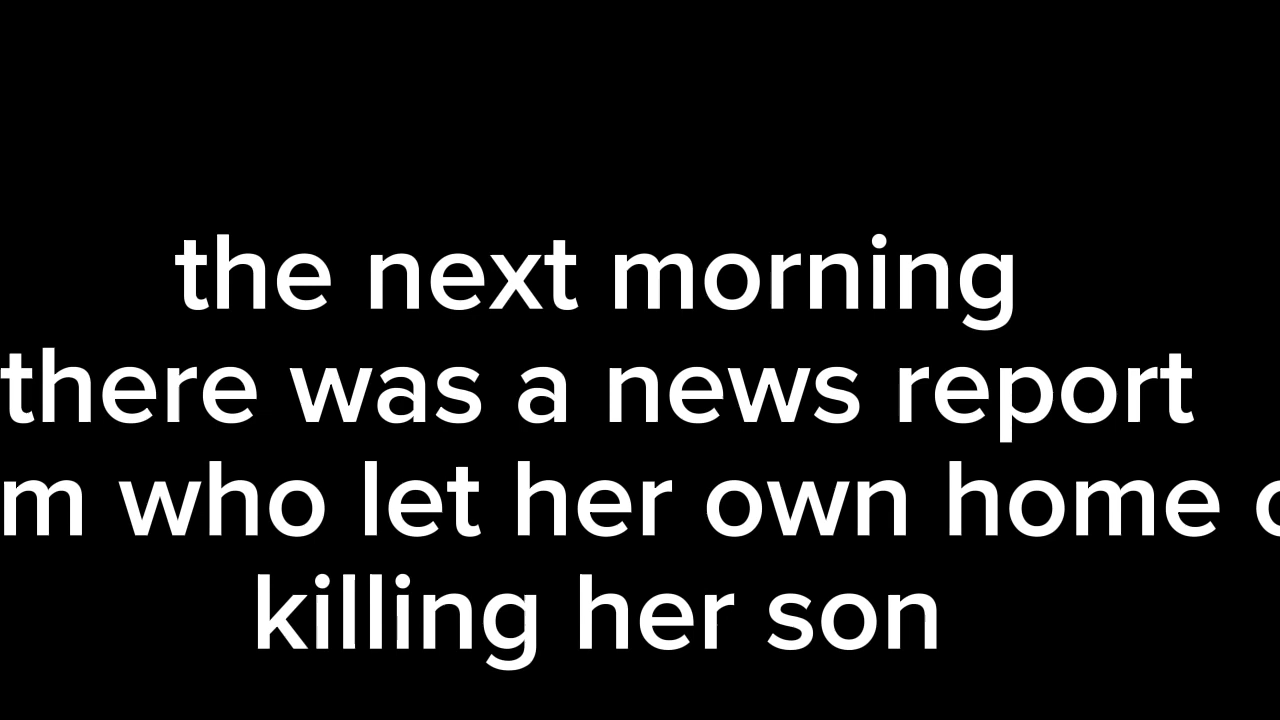 the next morning
there was a news report
m who let her own home
killing her son